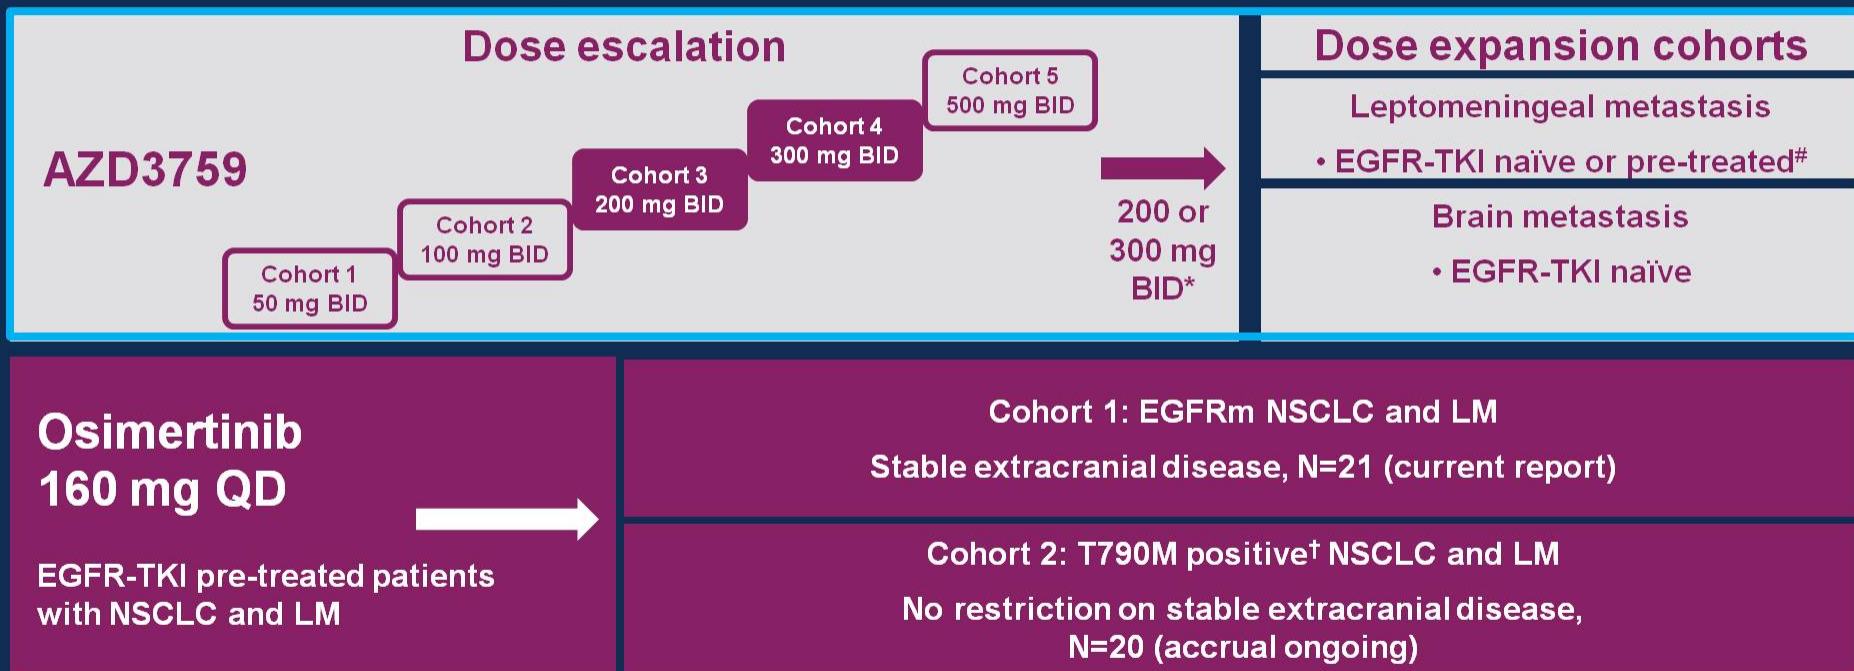 Dose escalation
AZD3759
Cohort 1
50 mg BID
Cohort 2
100 mg BID
Cohort 3
200 mg BID
Cohort 4
300 mg BID
Cohort 5
500 mg BID
200 or
300 mg
BID*
Dose expansion cohorts
Leptomeningeal metastasis
• EGFR-TKI naïve or pre-treated#
Brain metastasis
• EGFR-TKI naïve
Osimertinib
160 mg QD
EGFR-TKI pre-treated patients
with NSCLC and LM
Cohort 1: EGFRm NSCLC and LM
Stable extracranial disease, N=21 (current report)
Cohort 2: T790M positive† NSCLC and LM
No restriction on stable extracranial disease,
N=20 (accrual ongoing)